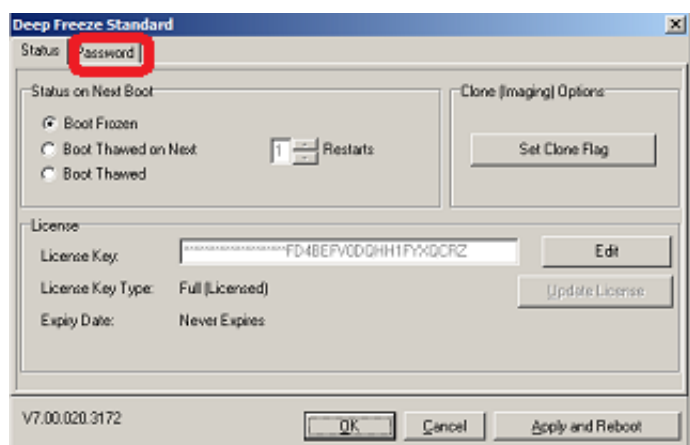 Deep Freeze Standard
Status Password
Status on Next Boot
Clone (Imaging) Options
Boot Frozen
Boot Thawed on Next 1 Restarts
Set Clone Flag
Boot Thawed
License
License Key: ********************FD4BEFV0DQHH1FYXQCRZ Edit
License Key Type: Full (Licensed) Update License
Expiry Date: Never Expires
V7.00.020.3172 OK Cancel Apply and Reboot